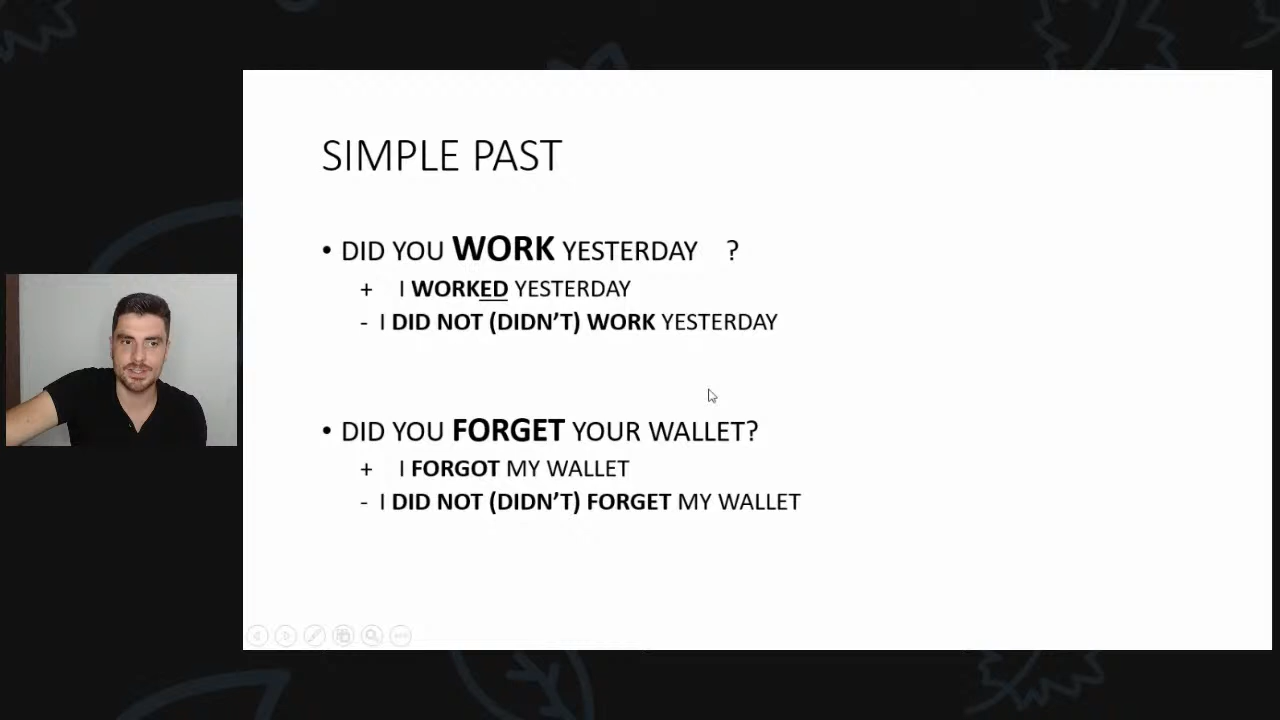 SIMPLE PAST
• DID YOU WORK YESTERDAY ?
+ I WORKED YESTERDAY
- I DID NOT (DIDN’T) WORK YESTERDAY
• DID YOU FORGET YOUR WALLET?
+ I FORGOT MY WALLET
- I DID NOT (DIDN’T) FORGET MY WALLET